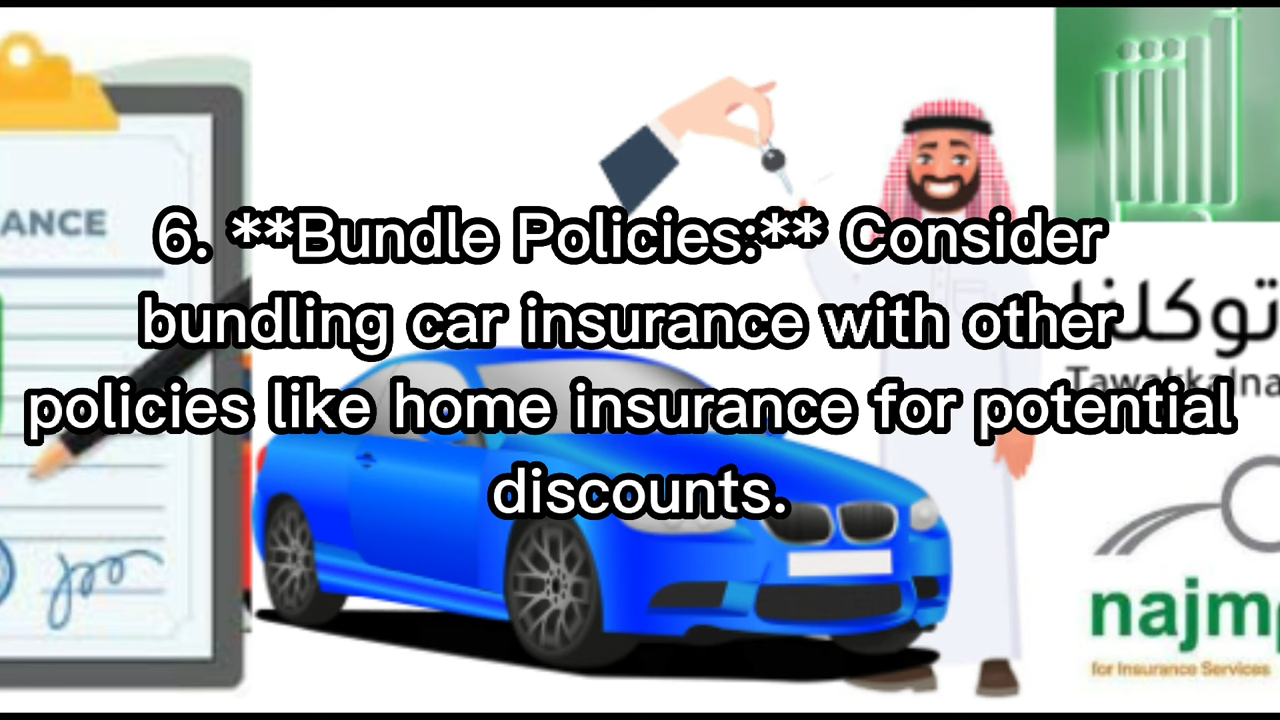 ANCE
6. **Bundle Policies:** Consider
bundling car insurance with other
policies like home insurance for potential
discounts.
توكلنا
Tawakkalna
najm
for Insurance Services